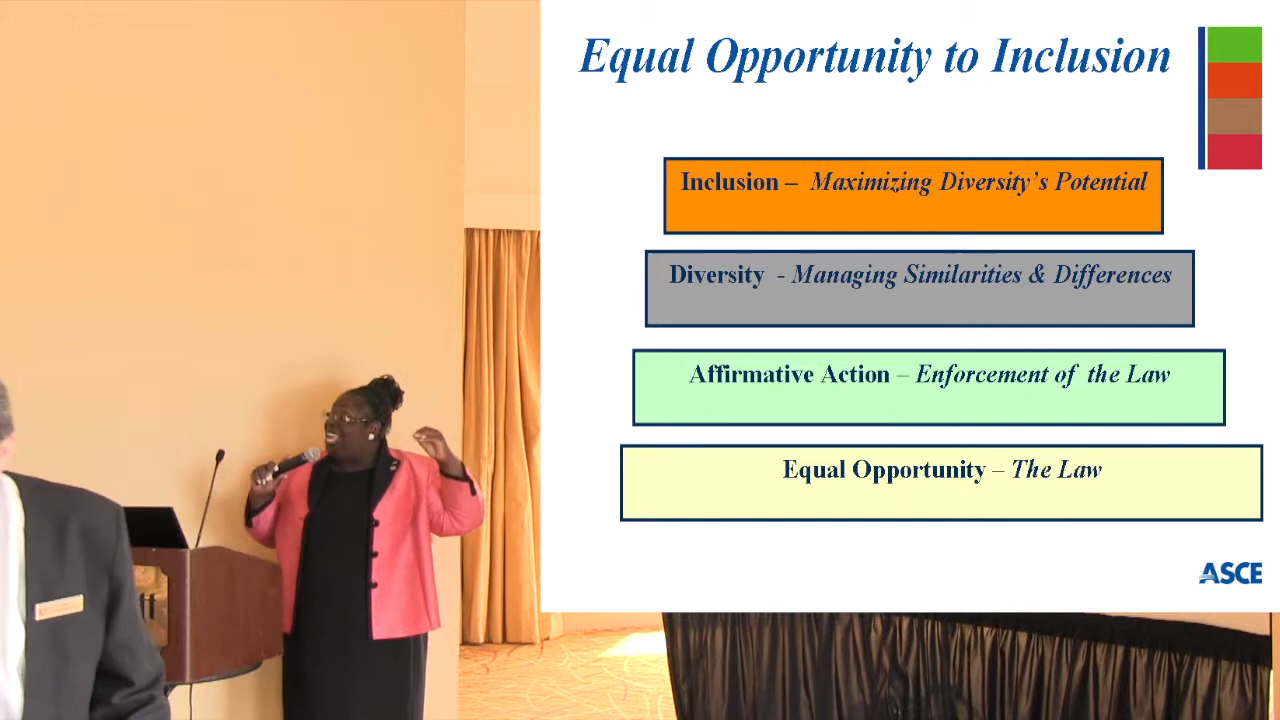 Equal Opportunity to Inclusion
Inclusion – Maximizing Diversity's Potential
Diversity - Managing Similarities & Differences
Affirmative Action – Enforcement of the Law
Equal Opportunity – The Law
ASCE